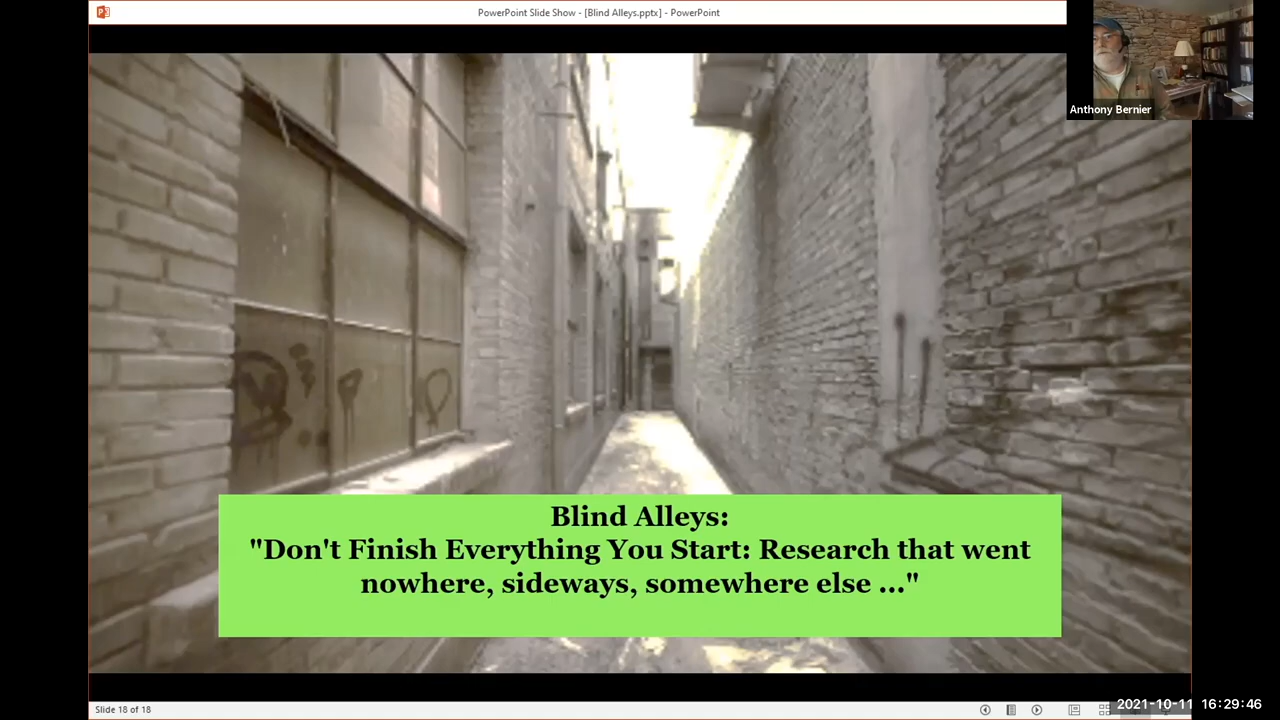 PowerPoint Slide Show - [Blind Alleys.pptx] - PowerPoint
Anthony Bernier
Blind Alleys:
"Don't Finish Everything You Start: Research that went
nowhere, sideways, somewhere else ..."
Slide 18 of 18
2021-10-11 16:29:46